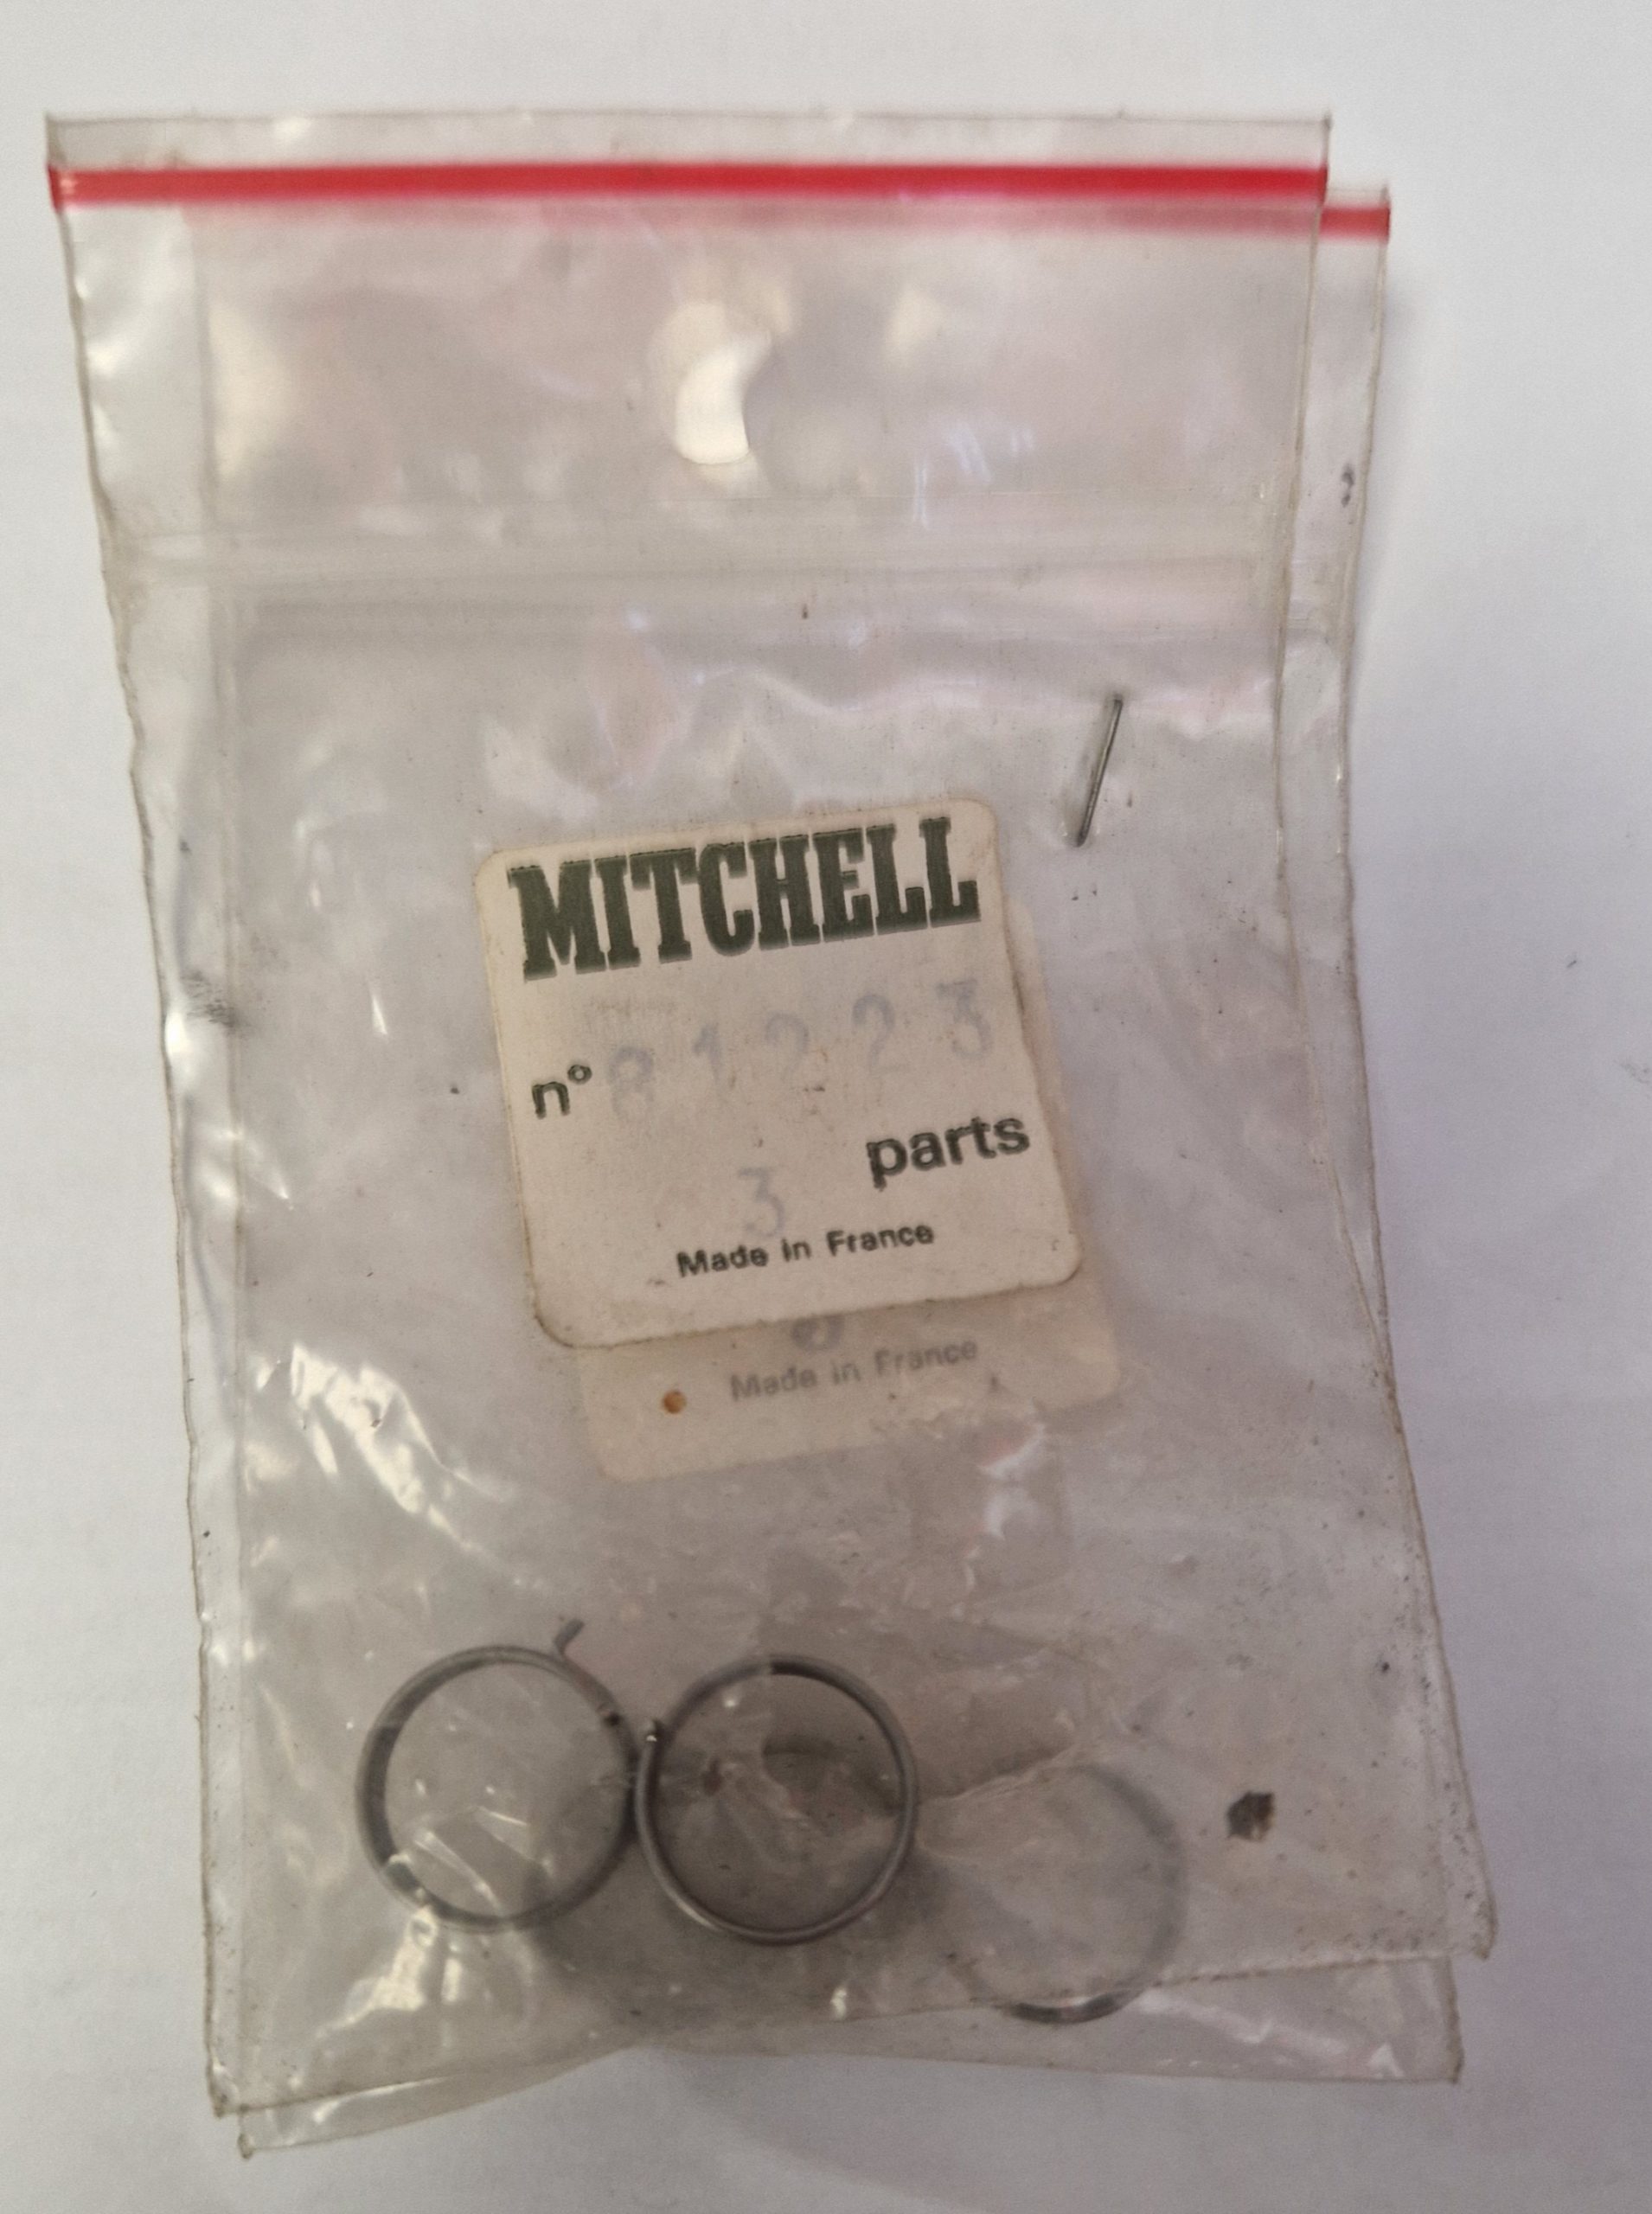 MITCHELL
n° 81223
parts
3
Made in France
Made in France